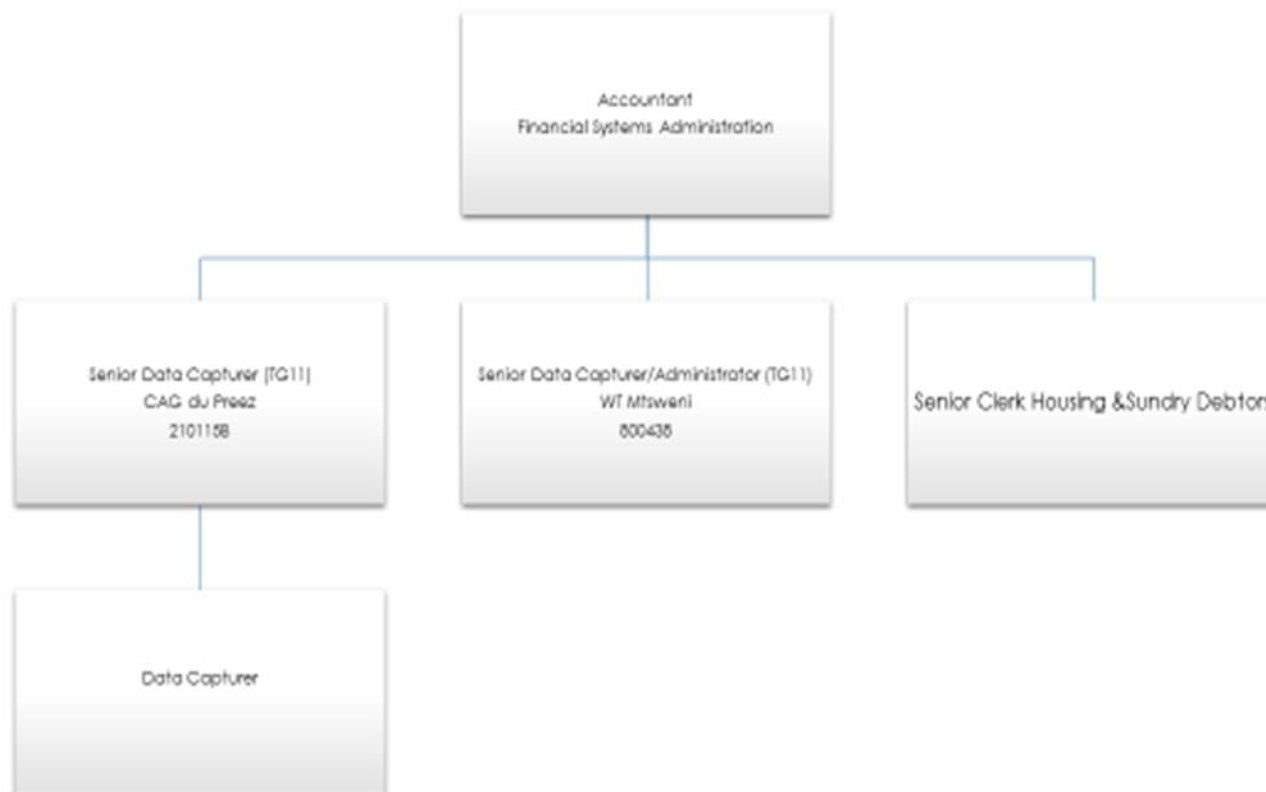 Accountant
Financial Systems Administration
Senior Data Capturer (TG11)
CAG du Preez
Senior Data Capturer/Administrator (TG11)
WT Mtsweni
800438
Senior Clerk Housing &Sundry Debtors
Data Capturer